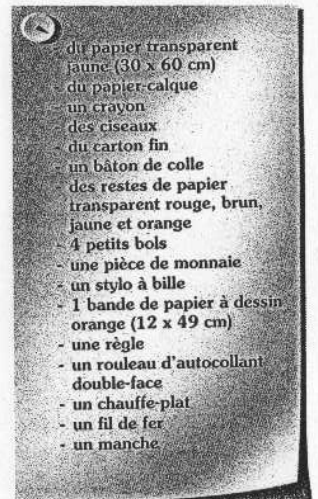 - du papier transparent
jaune (30 x 60 cm)
- du papier-calque
un crayon
- des ciseaux
- du carton fin
- un bâton de colle
- des restes de papier
transparent rouge, brun,
jaune et orange
- 4 petits bols
- une pièce de monnaie
- un stylo à bille
- 1 bande de papier à dessin
orange (12 x 49 cm)
- une règle
- un rouleau d'autocollant
double-face
- un chauffe-plat
- un fil de fer
- un manche